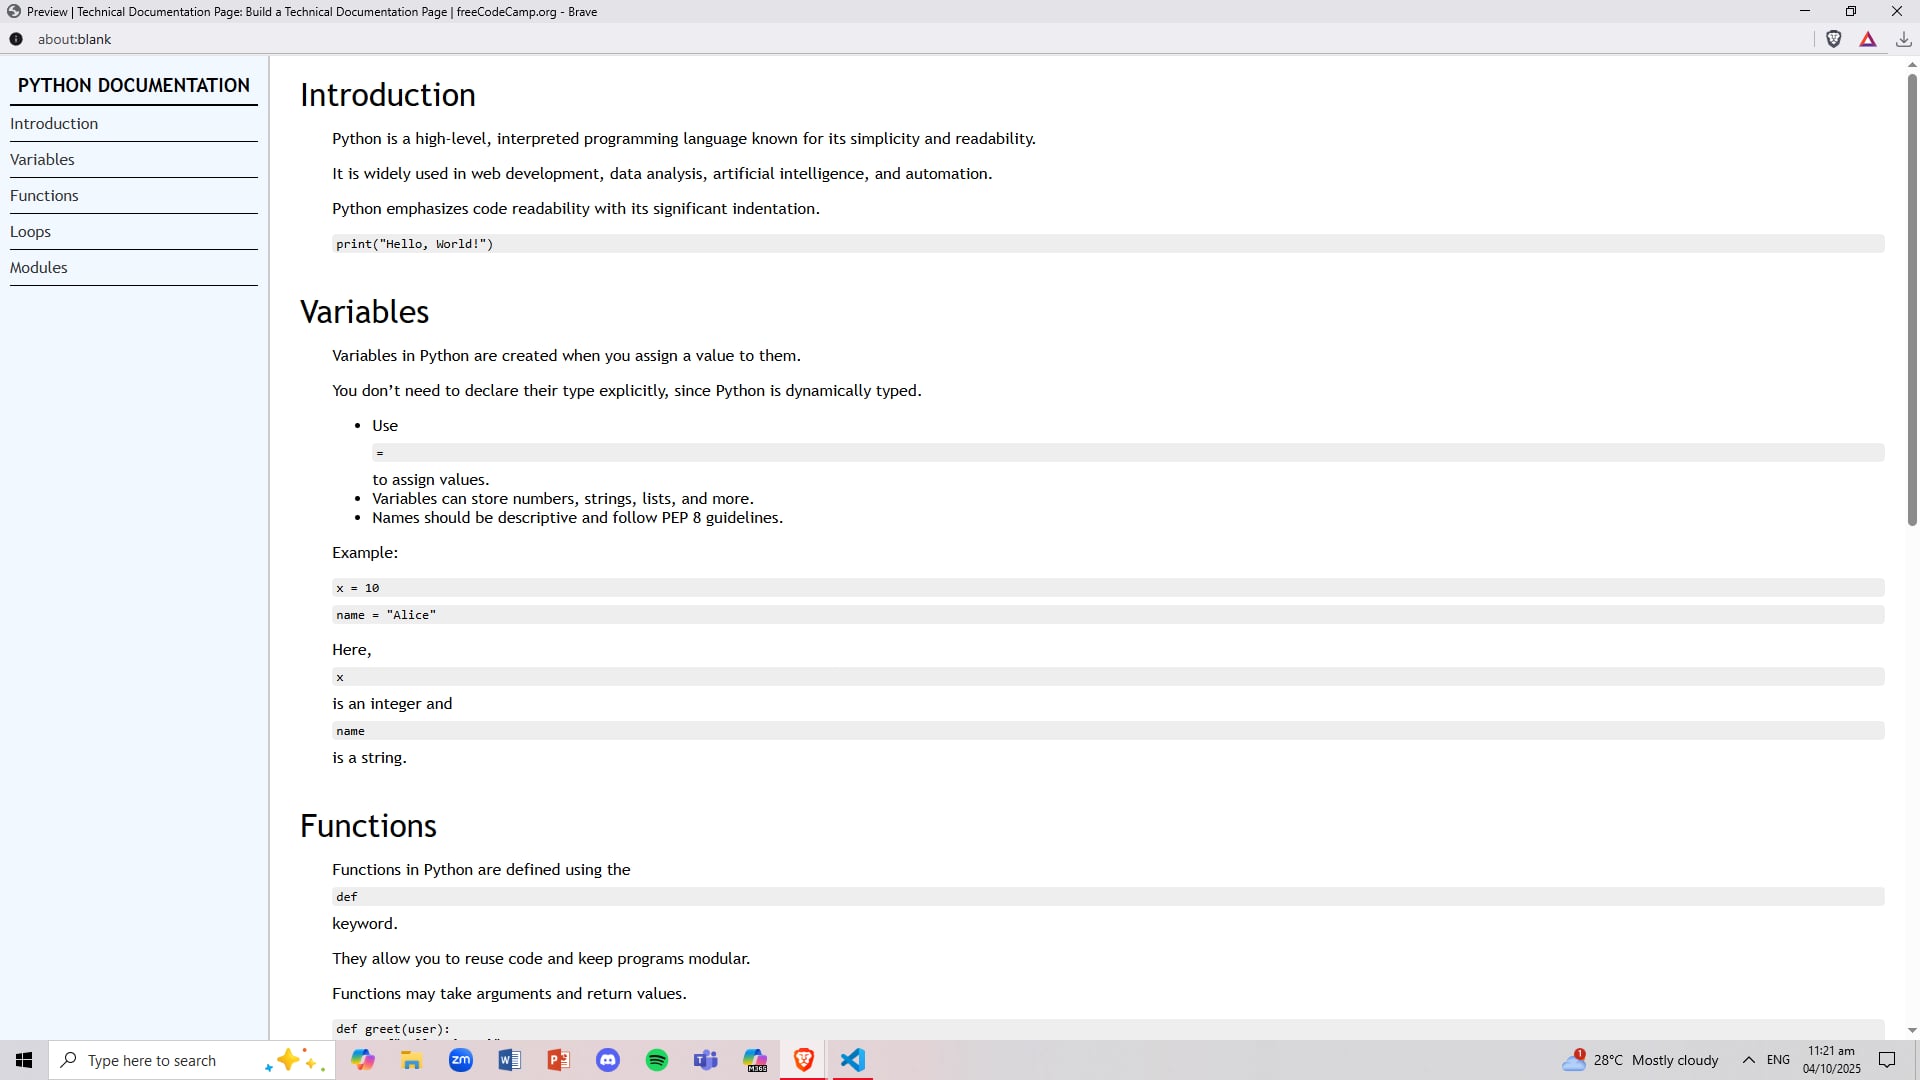 Preview | Technical Documentation Page: Build a Technical Documentation Page | freeCodeCamp.org - Brave
about:blank
PYTHON DOCUMENTATION
Introduction
Variables
Functions
Loops
Modules
Introduction
Python is a high-level, interpreted programming language known for its simplicity and readability.
It is widely used in web development, data analysis, artificial intelligence, and automation.
Python emphasizes code readability with its significant indentation.
print("Hello, World!")
Variables
Variables in Python are created when you assign a value to them.
You don’t need to declare their type explicitly, since Python is dynamically typed.
• Use
=
to assign values.
• Variables can store numbers, strings, lists, and more.
• Names should be descriptive and follow PEP 8 guidelines.
Example:
x = 10
name = "Alice"
Here,
x
is an integer and
name
is a string.
Functions
Functions in Python are defined using the
def
keyword.
They allow you to reuse code and keep programs modular.
Functions may take arguments and return values.
def greet(user):
Type here to search
zm
W
P
M365
1
28°C Mostly cloudy
ENG
11:21 am
04/10/2025